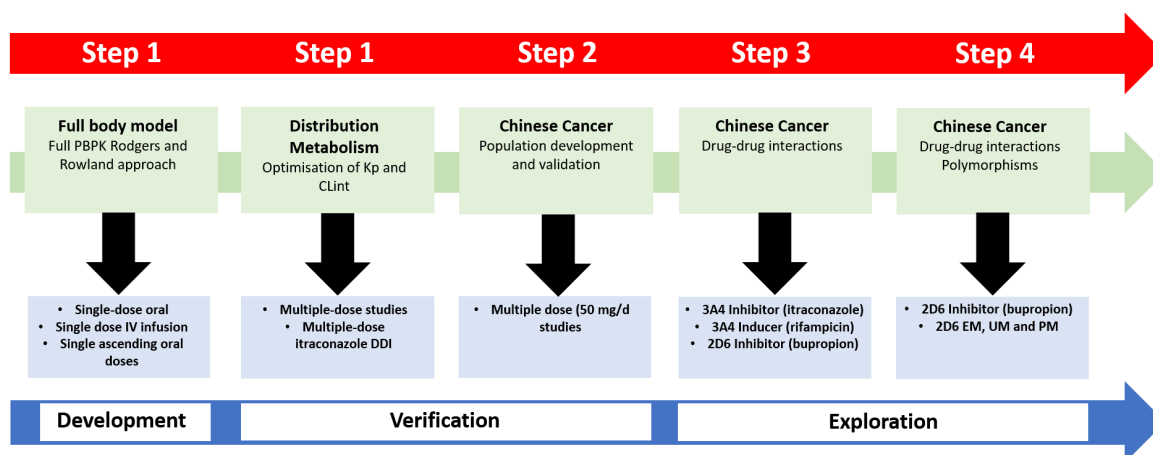 Step 1
Step 1
Step 2
Step 3
Step 4
Full body model
Full PBPK Rodgers and
Rowland approach
Distribution
Metabolism
Optimisation of Kp and
CLint
Chinese Cancer
Population development
and validation
Chinese Cancer
Drug-drug interactions
Chinese Cancer
Drug-drug interactions
Polymorphisms
• Single-dose oral
• Single dose IV infusion
• Single ascending oral
doses
• Multiple-dose studies
• Multiple-dose
itraconazole DDI
• Multiple dose (50 mg/d
studies
• 3A4 Inhibitor (itraconazole)
• 3A4 Inducer (rifampicin)
• 2D6 Inhibitor (bupropion)
• 2D6 Inhibitor (bupropion)
• 2D6 EM, UM and PM
Development
Verification
Exploration